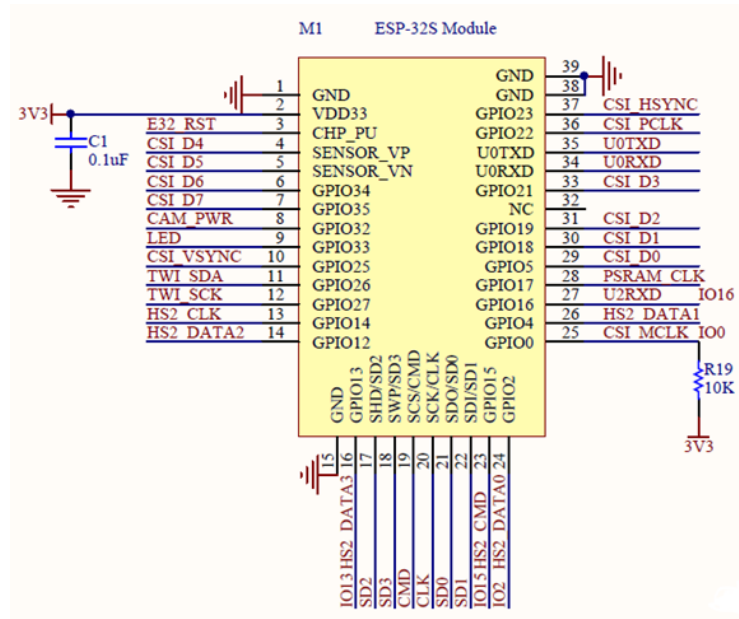 M1 ESP-32S Module
3V3
C1
0.1uF
1 GND
2 VDD33
E32_RST 3 CHP_PU
CSI_D4 4 SENSOR_VP
CSI_D5 5 SENSOR_VN
CSI_D6 6 GPIO34
CSI_D7 7 GPIO35
CAM_PWR 8 GPIO32
LED 9 GPIO33
CSI_VSYNC 10 GPIO25
TWI_SDA 11 GPIO26
TWI_SCK 12 GPIO27
HS2_CLK 13 GPIO14
HS2_DATA2 14 GPIO12
GND 39
GND 38
GPIO23 37 CSI_HSYNC
GPIO22 36 CSI_PCLK
U0TXD 35 U0TXD
U0RXD 34 U0RXD
GPIO21 33 CSI_D3
NC 32
GPIO19 31 CSI_D2
GPIO18 30 CSI_D1
GPIO5 29 CSI_D0
GPIO17 28 PSRAM_CLK
GPIO16 27 U2RXD IO16
GPIO4 26 HS2_DATA1
GPIO0 25 CSI_MCLK IO0
R19
10K
3V3
GND 15
GPIO13 16 IO13 HS2_DATA3
SHD/SD2 17 SD2
SWP/SD3 18 SD3
SCS/CMD 19 CMD
SCK/CLK 20 CLK
SDO/SD0 21 SD0
SDI/SD1 22 SD1
GPIO15 23 IO15 HS2_CMD
GPIO2 24 IO2 HS2_DATA0